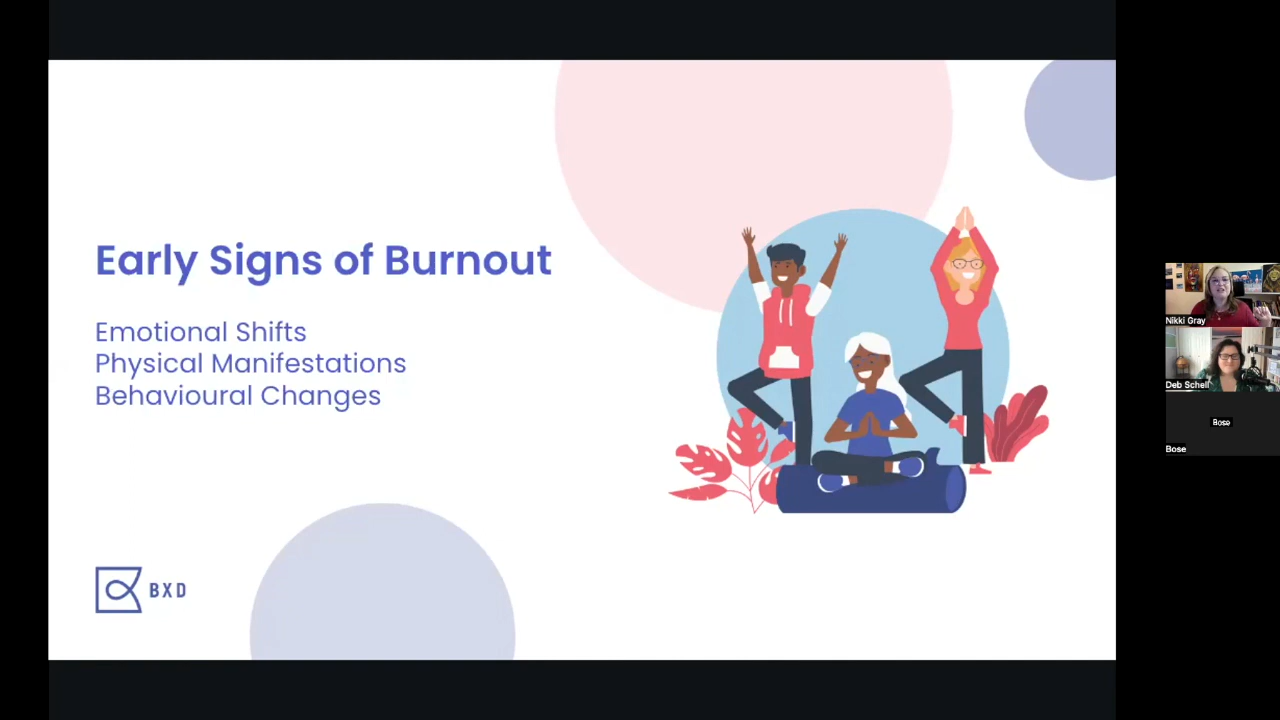 Early Signs of Burnout
Emotional Shifts
Physical Manifestations
Behavioural Changes
BXD
Nikki Gray
Deb Schell
Bose
Bose